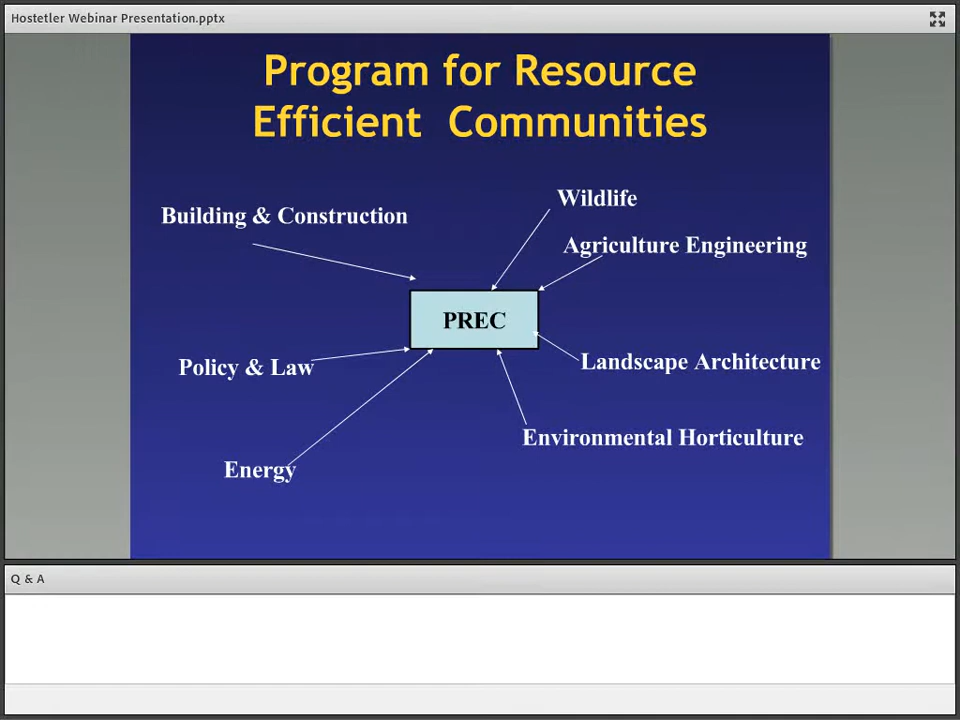 Hostetler Webinar Presentation.pptx
Program for Resource
Efficient Communities
Wildlife
Building & Construction
Agriculture Engineering
PREC
Policy & Law
Landscape Architecture
Environmental Horticulture
Energy
Q & A